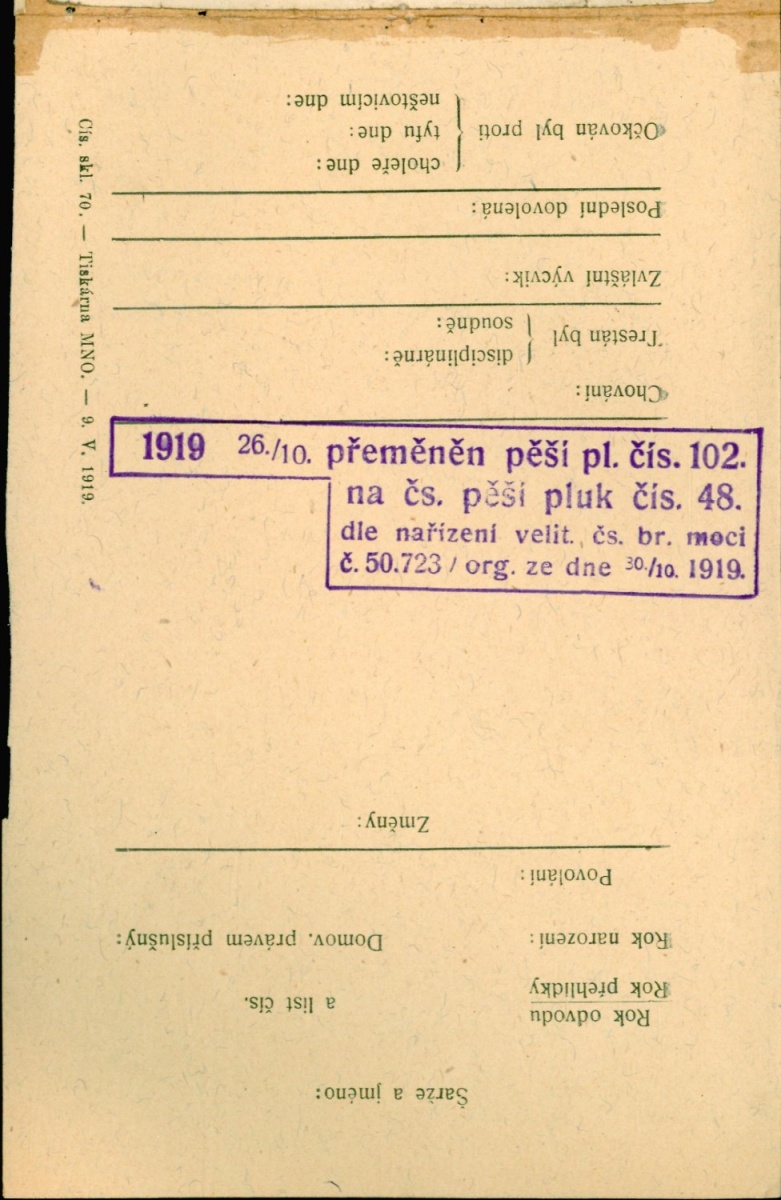 Šarže a jméno:
Rok odvodu
Rok přehlídky
a list čís.
Rok narození:
Domov. právem příslušný:
Povolání:
Změny:
1919 26./10. přeměněn pěší pl. čís. 102.
na čs. pěší pluk čís. 48.
dle nařízení velit. čs. br. moci
č. 50.723 / org. ze dne 30./10. 1919.
Chování:
Trestán byl
disciplinárně:
soudně:
Zvláštní výcvik:
Poslední dovolená:
Očkován byl proti
choleře dne:
tyfu dne:
neštovicím dne:
Čís. skl. 70. — Tiskárna MNO. — 9. V. 1919.